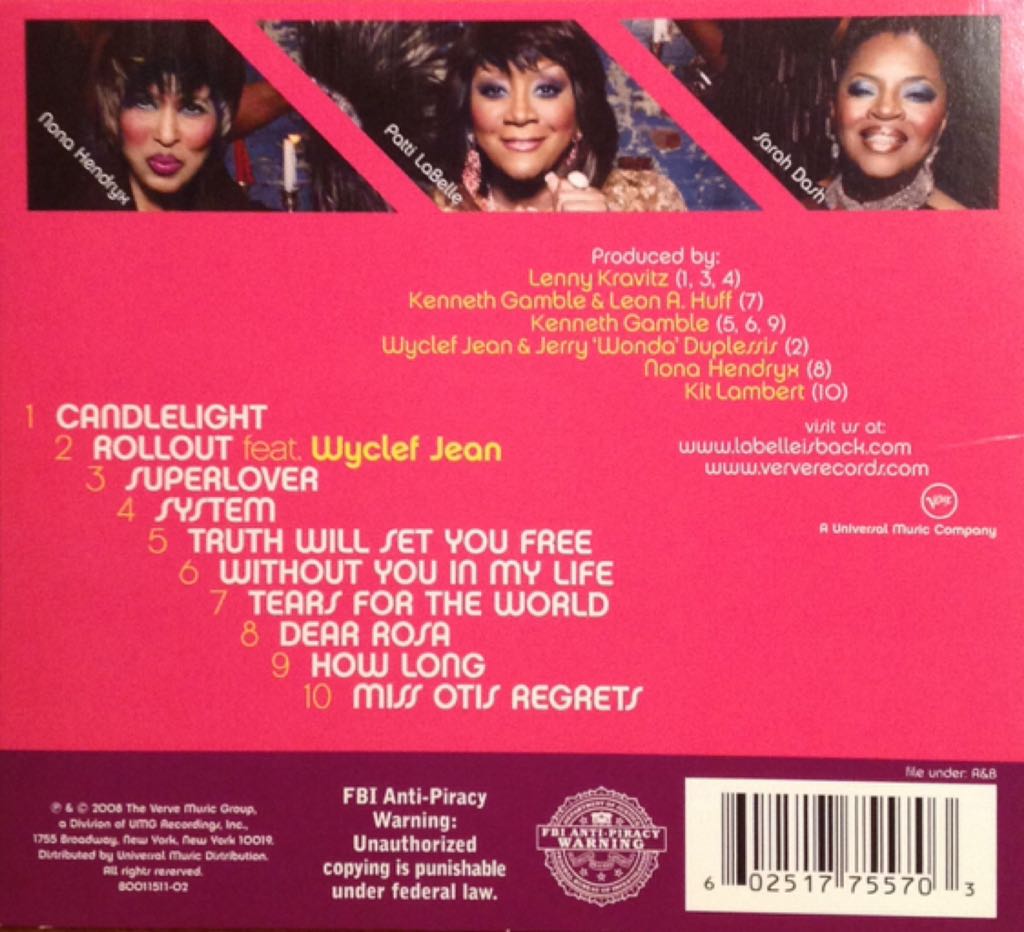 Nona Hendryx
Patti LaBelle
Sarah Dash
Produced by:
Lenny Kravitz (1, 3, 4)
Kenneth Gamble & Leon A. Huff (7)
Kenneth Gamble (5, 6, 9)
Wyclef Jean & Jerry 'Wonda' Duplessis (2)
Nona Hendryx (8)
Kit Lambert (10)
1 CANDLELIGHT
2 ROLLOUT feat. Wyclef Jean
3 SUPERLOVER
4 SYSTEM
5 TRUTH WILL SET YOU FREE
6 WITHOUT YOU IN MY LIFE
7 TEARS FOR THE WORLD
8 DEAR ROSA
9 HOW LONG
10 MISS OTIS REGRETS
visit us at:
www.labelleisback.com
www.ververecords.com
Verve
A Universal Music Company
file under: R&B
℗ & © 2008 The Verve Music Group,
a Division of UMG Recordings, Inc.,
1755 Broadway, New York, New York 10019.
Distributed by Universal Music Distribution.
All rights reserved.
B0011511-02
FBI Anti-Piracy
Warning:
Unauthorized
copying is punishable
under federal law.
FBI ANTI-PIRACY
WARNING
6 02517 75570 3